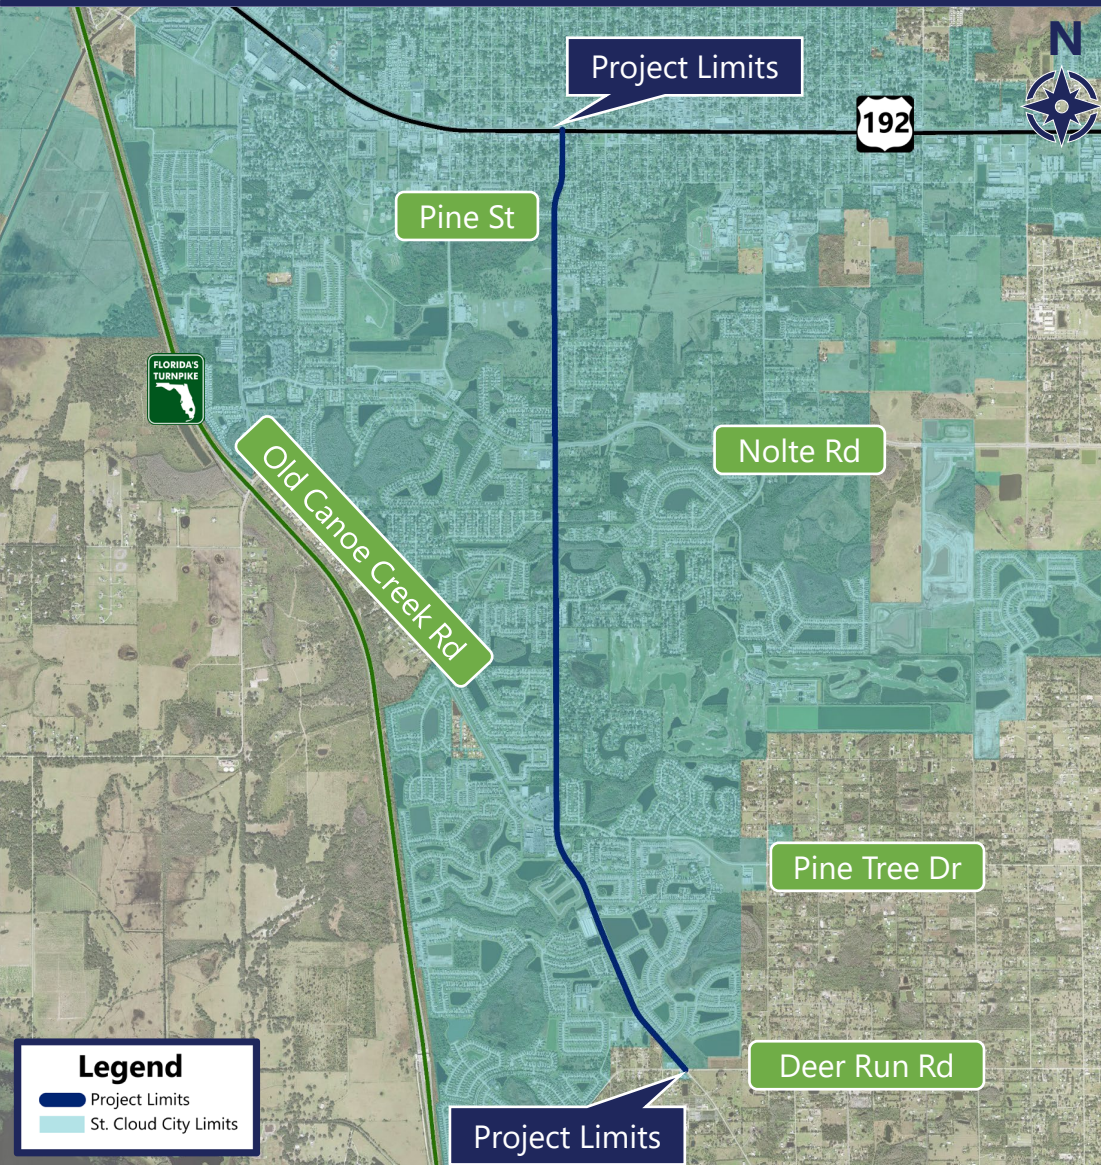 N
Project Limits
192
Pine St
FLORIDA'S
TURNPIKE
Nolte Rd
Old Canoe Creek Rd
Pine Tree Dr
Deer Run Rd
Legend
Project Limits
St. Cloud City Limits
Project Limits